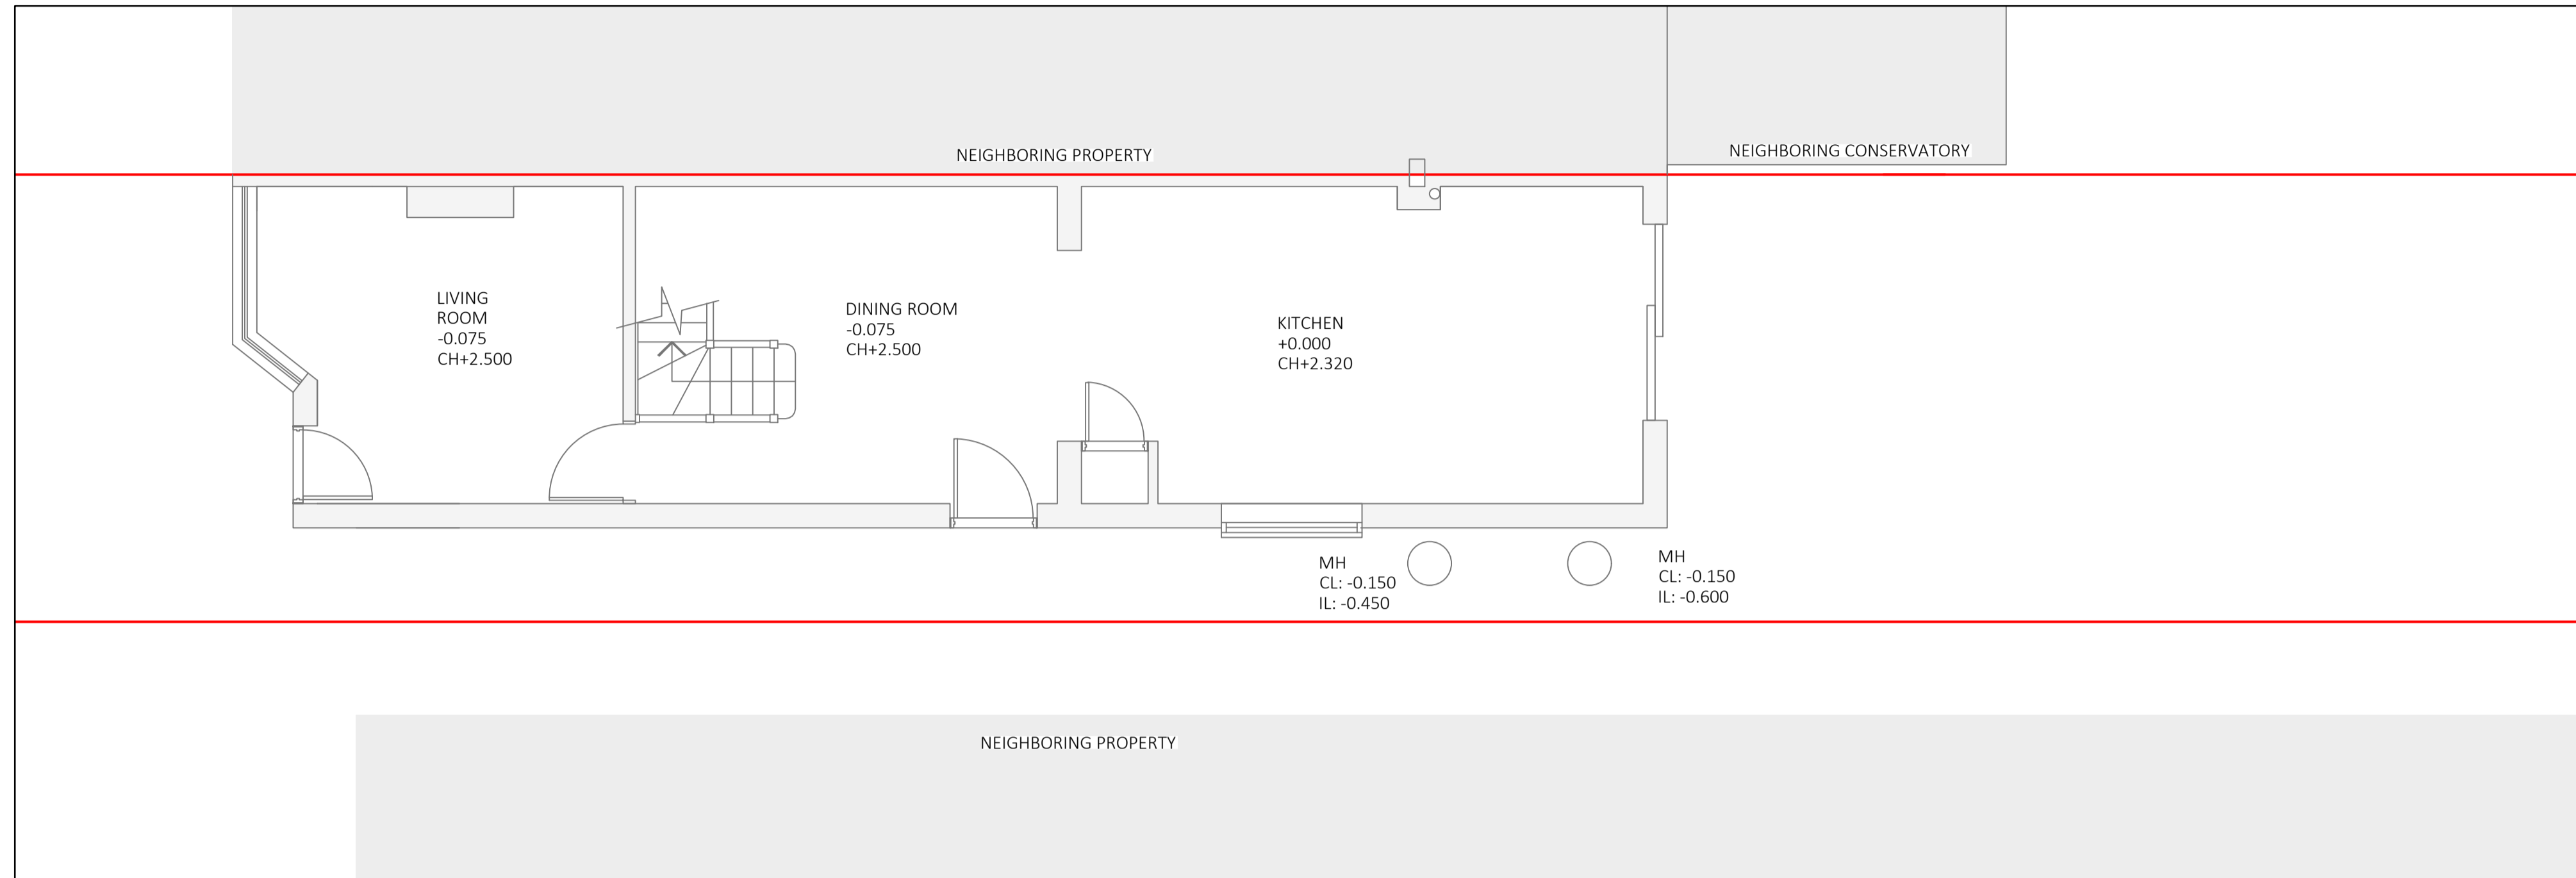 NEIGHBORING PROPERTY
NEIGHBORING CONSERVATORY
LIVING
ROOM
-0.075
CH+2.500
DINING ROOM
-0.075
CH+2.500
KITCHEN
+0.000
CH+2.320
MH
CL: -0.150
IL: -0.450
MH
CL: -0.150
IL: -0.600
NEIGHBORING PROPERTY